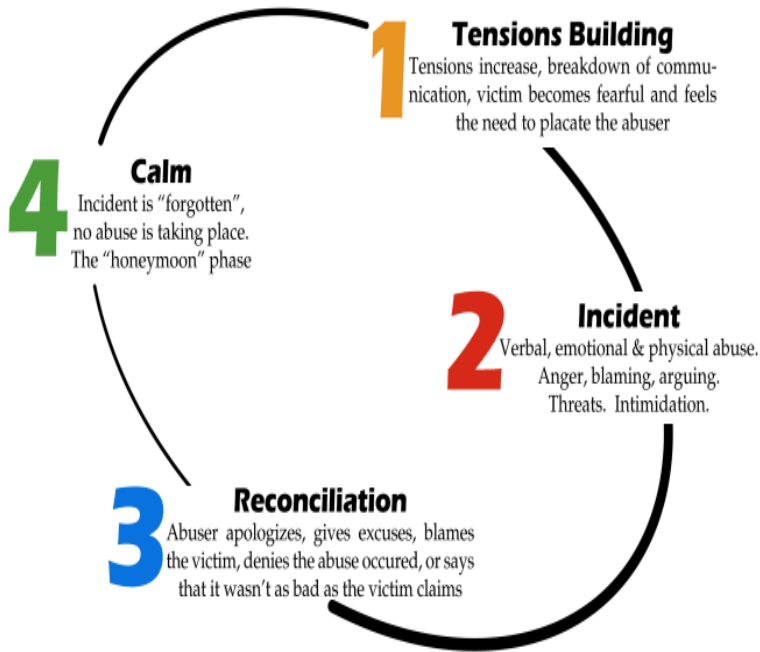 1
Tensions Building
Tensions increase, breakdown of commu-
nication, victim becomes fearful and feels
the need to placate the abuser
2
Incident
Verbal, emotional & physical abuse.
Anger, blaming, arguing.
Threats. Intimidation.
3
Reconciliation
Abuser apologizes, gives excuses, blames
the victim, denies the abuse occured, or says
that it wasn't as bad as the victim claims
4
Calm
Incident is “forgotten”,
no abuse is taking place.
The “honeymoon” phase